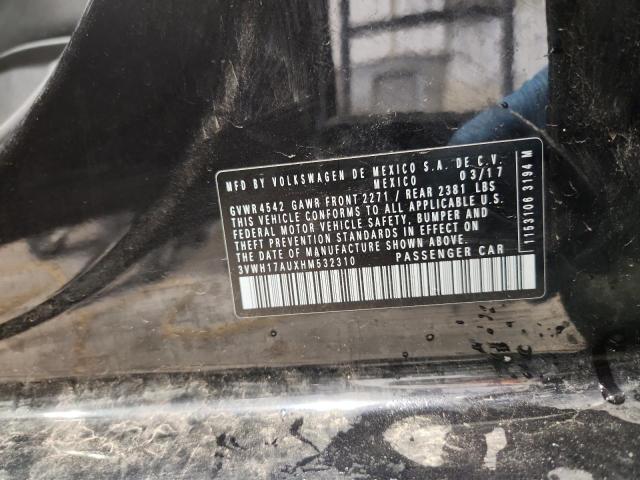 MFD BY VOLKSWAGEN DE MEXICO S.A. DE C.V.
MEXICO 03/17
GVWR4542 GAWR FRONT 2271 / REAR 2381 LBS
THIS VEHICLE CONFORMS TO ALL APPLICABLE U.S.
FEDERAL MOTOR VEHICLE SAFETY, BUMPER AND
THEFT PREVENTION STANDARDS IN EFFECT ON
THE DATE OF MANUFACTURE SHOWN ABOVE.
3VWH17AUXHM532310 PASSENGER CAR
1153106 3194 M